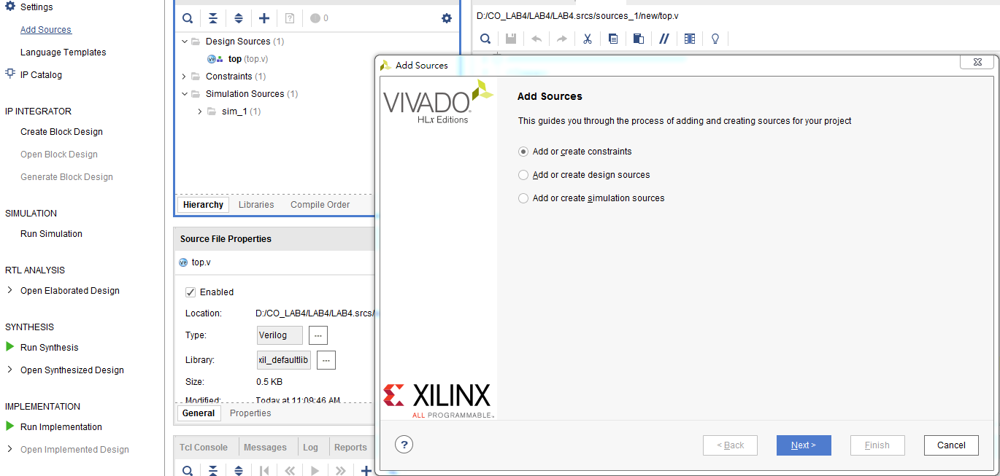 Settings
Add Sources
Language Templates
IP Catalog
IP INTEGRATOR
Create Block Design
Open Block Design
Generate Block Design
SIMULATION
Run Simulation
RTL ANALYSIS
Open Elaborated Design
SYNTHESIS
Run Synthesis
Open Synthesized Design
IMPLEMENTATION
Run Implementation
Open Implemented Design
0
Design Sources (1)
top (top.v)
Constraints (1)
Simulation Sources (1)
sim_1 (1)
Hierarchy Libraries Compile Order
Source File Properties
top.v
Enabled
Location: D:/CO_LAB4/LAB4/LAB4.srcs/
Type: Verilog ...
Library: xil_defaultlib ...
Size: 0.5 KB
Modified: Today at 11:09:46 AM
General Properties
Tcl Console Messages Log Reports
D:/CO_LAB4/LAB4/LAB4.srcs/sources_1/new/top.v
Add Sources
VIVADO
HLx Editions
Add Sources
This guides you through the process of adding and creating sources for your project
Add or create constraints
Add or create design sources
Add or create simulation sources
XILINX
ALL PROGRAMMABLE™
?
< Back Next > Finish Cancel